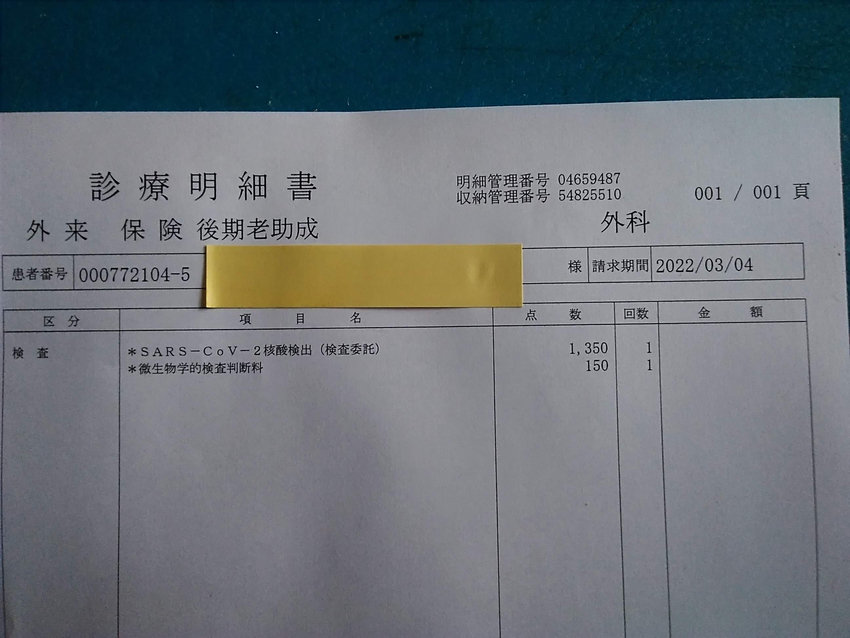 診療明細書
明細管理番号 04659487
収納管理番号 54825510
001 / 001 頁
外来 保険 後期老助成
外科
患者番号 000772104-5 様 請求期間 2022/03/04
区分 項目名 点数 回数 金額
検査 *SARS-CoV-2核酸検出(検査委託) 1,350 1
*微生物学的検査判断料 150 1